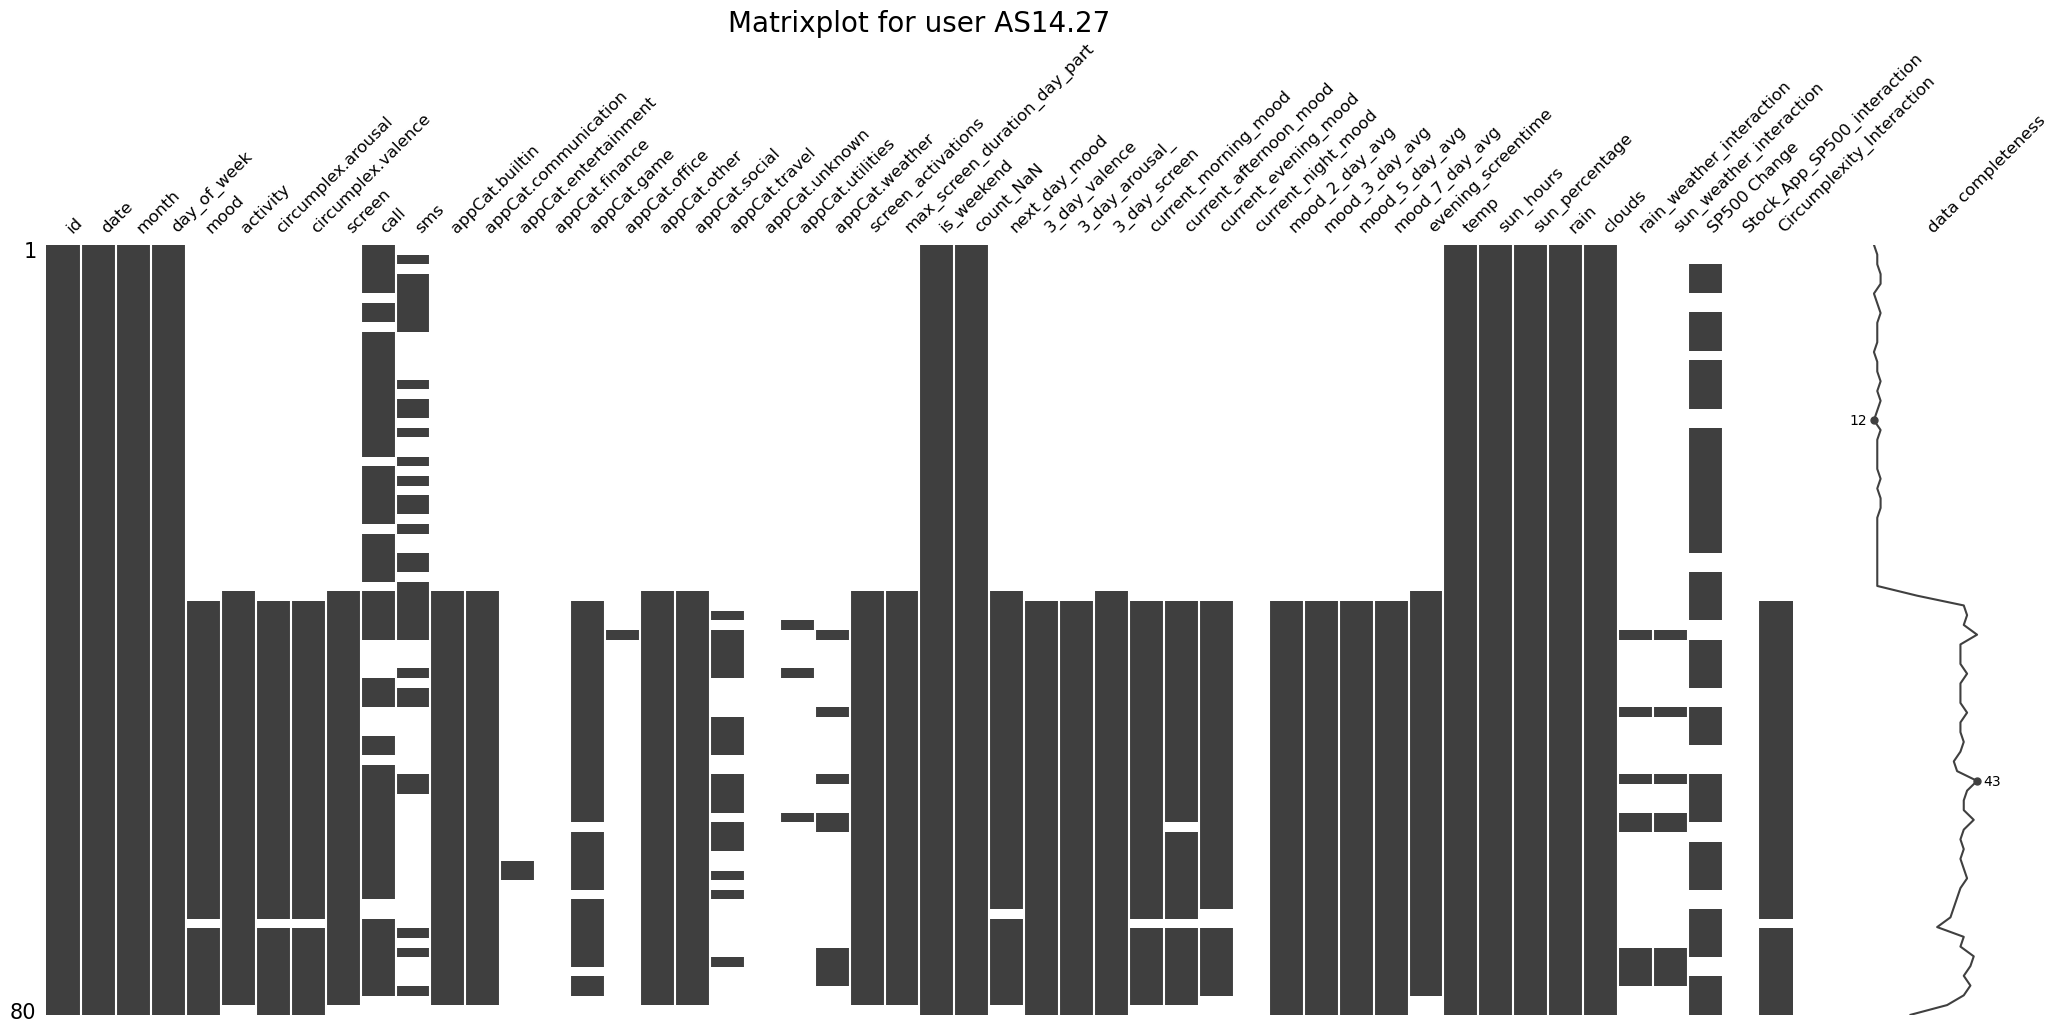 Matrixplot for user AS14.27
id
date
month
day_of_week
mood
activity
circumplex.arousal
circumplex.valence
screen
call
sms
appCat.builtin
appCat.communication
appCat.entertainment
appCat.finance
appCat.game
appCat.office
appCat.other
appCat.social
appCat.travel
appCat.unknown
appCat.utilities
appCat.weather
screen_activations
max_screen_duration_day_part
is_weekend
count_NaN
next_day_mood
3_day_valence
3_day_arousal_
3_day_screen
current_morning_mood
current_afternoon_mood
current_evening_mood
current_night_mood
mood_2_day_avg
mood_3_day_avg
mood_5_day_avg
mood_7_day_avg
evening_screentime
temp
sun_hours
sun_percentage
rain
clouds
rain_weather_interaction
sun_weather_interaction
SP500 Change
Stock_App_SP500_interaction
Circumplexity_Interaction
data completeness
1
12
43
80